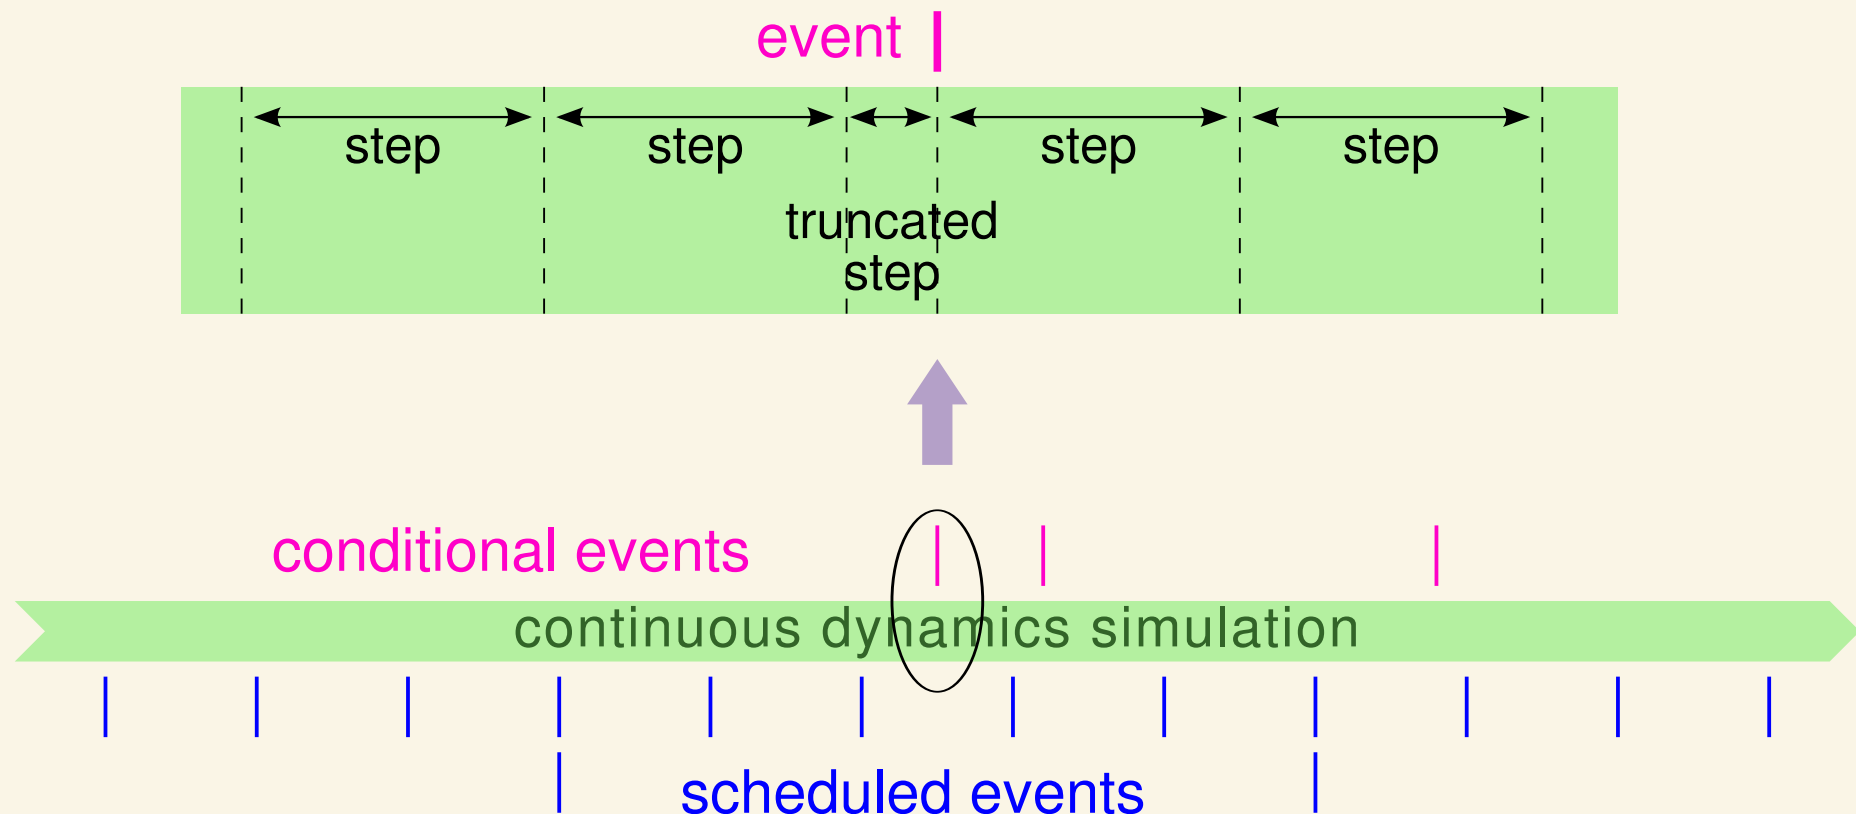 event
step step step step
truncated
step
conditional events
continuous dynamics simulation
scheduled events